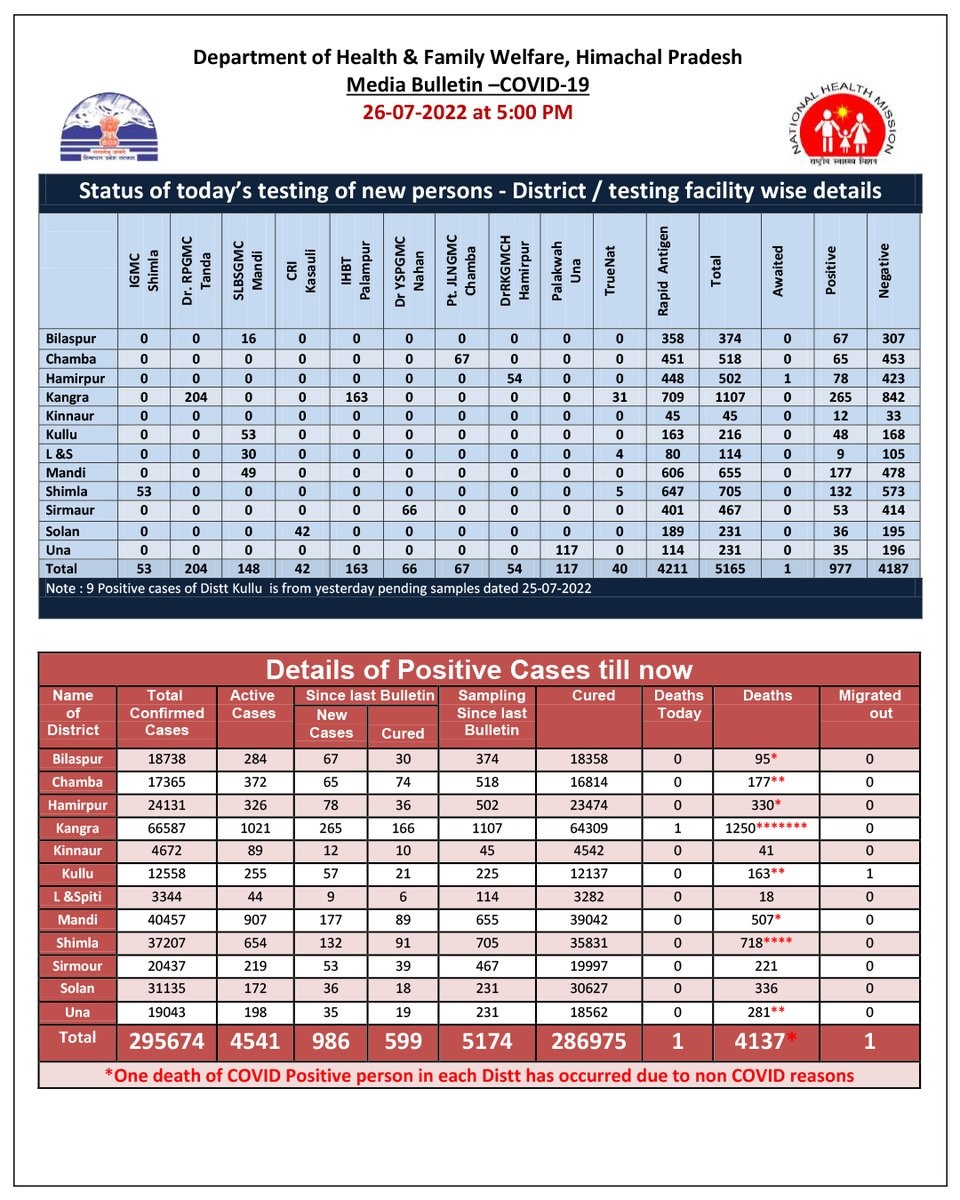 Department of Health & Family Welfare, Himachal Pradesh
Media Bulletin –COVID-19
26-07-2022 at 5:00 PM
हिमाचल प्रदेश सरकार
NATIONAL HEALTH MISSION
राष्ट्रीय स्वास्थ्य मिशन
Status of today’s testing of new persons - District / testing facility wise details
IGMC Shimla Dr. RPGMC Tanda SLBSGMC Mandi CRI Kasauli IHBT Palampur Dr YSPGMC Nahan Pt. JLNGMC Chamba DrRKGMCH Hamirpur Palakwah Una TrueNat Rapid Antigen Total Awaited Positive Negative
Bilaspur 0 0 16 0 0 0 0 0 0 0 358 374 0 67 307
Chamba 0 0 0 0 0 0 67 0 0 0 451 518 0 65 453
Hamirpur 0 0 0 0 0 0 0 54 0 0 448 502 1 78 423
Kangra 0 204 0 0 163 0 0 0 0 31 709 1107 0 265 842
Kinnaur 0 0 0 0 0 0 0 0 0 0 45 45 0 12 33
Kullu 0 0 53 0 0 0 0 0 0 0 163 216 0 48 168
L &S 0 0 30 0 0 0 0 0 0 4 80 114 0 9 105
Mandi 0 0 49 0 0 0 0 0 0 0 606 655 0 177 478
Shimla 53 0 0 0 0 0 0 0 0 5 647 705 0 132 573
Sirmaur 0 0 0 0 0 66 0 0 0 0 401 467 0 53 414
Solan 0 0 0 42 0 0 0 0 0 0 189 231 0 36 195
Una 0 0 0 0 0 0 0 0 117 0 114 231 0 35 196
Total 53 204 148 42 163 66 67 54 117 40 4211 5165 1 977 4187
Note : 9 Positive cases of Distt Kullu is from yesterday pending samples dated 25-07-2022
Details of Positive Cases till now
Name of District Total Confirmed Cases Active Cases Since last Bulletin New Cases Cured Sampling Since last Bulletin Cured Deaths Today Deaths Migrated out
Bilaspur 18738 284 67 30 374 18358 0 95* 0
Chamba 17365 372 65 74 518 16814 0 177** 0
Hamirpur 24131 326 78 36 502 23474 0 330* 0
Kangra 66587 1021 265 166 1107 64309 1 1250******* 0
Kinnaur 4672 89 12 10 45 4542 0 41 0
Kullu 12558 255 57 21 225 12137 0 163** 1
L &Spiti 3344 44 9 6 114 3282 0 18 0
Mandi 40457 907 177 89 655 39042 0 507* 0
Shimla 37207 654 132 91 705 35831 0 718**** 0
Sirmour 20437 219 53 39 467 19997 0 221 0
Solan 31135 172 36 18 231 30627 0 336 0
Una 19043 198 35 19 231 18562 0 281** 0
Total 295674 4541 986 599 5174 286975 1 4137* 1
*One death of COVID Positive person in each Distt has occurred due to non COVID reasons